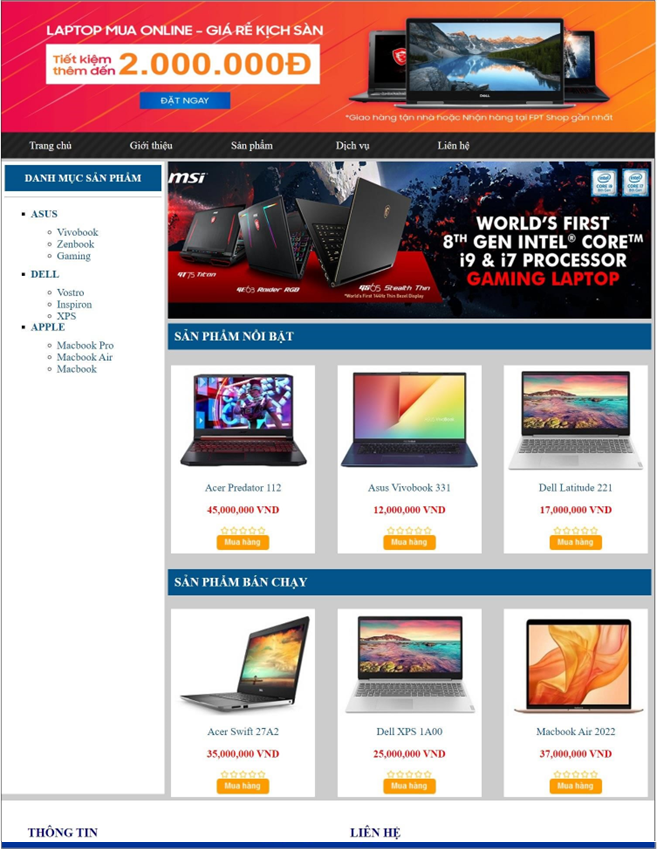 LAPTOP MUA ONLINE - GIÁ RẺ KỊCH SÀN
Tiết kiệm
thêm đến 2.000.000Đ
ĐẶT NGAY
*Giao hàng tận nhà hoặc Nhận hàng tại FPT Shop gần nhất
Trang chủ Giới thiệu Sản phẩm Dịch vụ Liên hệ
DANH MỤC SẢN PHẨM
ASUS
Vivobook
Zenbook
Gaming
DELL
Vostro
Inspiron
XPS
APPLE
Macbook Pro
Macbook Air
Macbook
msi
WORLD'S FIRST
8TH GEN INTEL® CORE™
i9 & i7 PROCESSOR
GAMING LAPTOP
GT75 Titan
GE63 Raider RGB
GS65 Stealth Thin
*World's First 144Hz Thin Bezel Display
SẢN PHẨM NỔI BẬT
Acer Predator 112
45,000,000 VND
Mua hàng
Asus Vivobook 331
12,000,000 VND
Mua hàng
Dell Latitude 221
17,000,000 VND
Mua hàng
SẢN PHẨM BÁN CHẠY
Acer Swift 27A2
35,000,000 VND
Mua hàng
Dell XPS 1A00
25,000,000 VND
Mua hàng
Macbook Air 2022
37,000,000 VND
Mua hàng
THÔNG TIN LIÊN HỆ